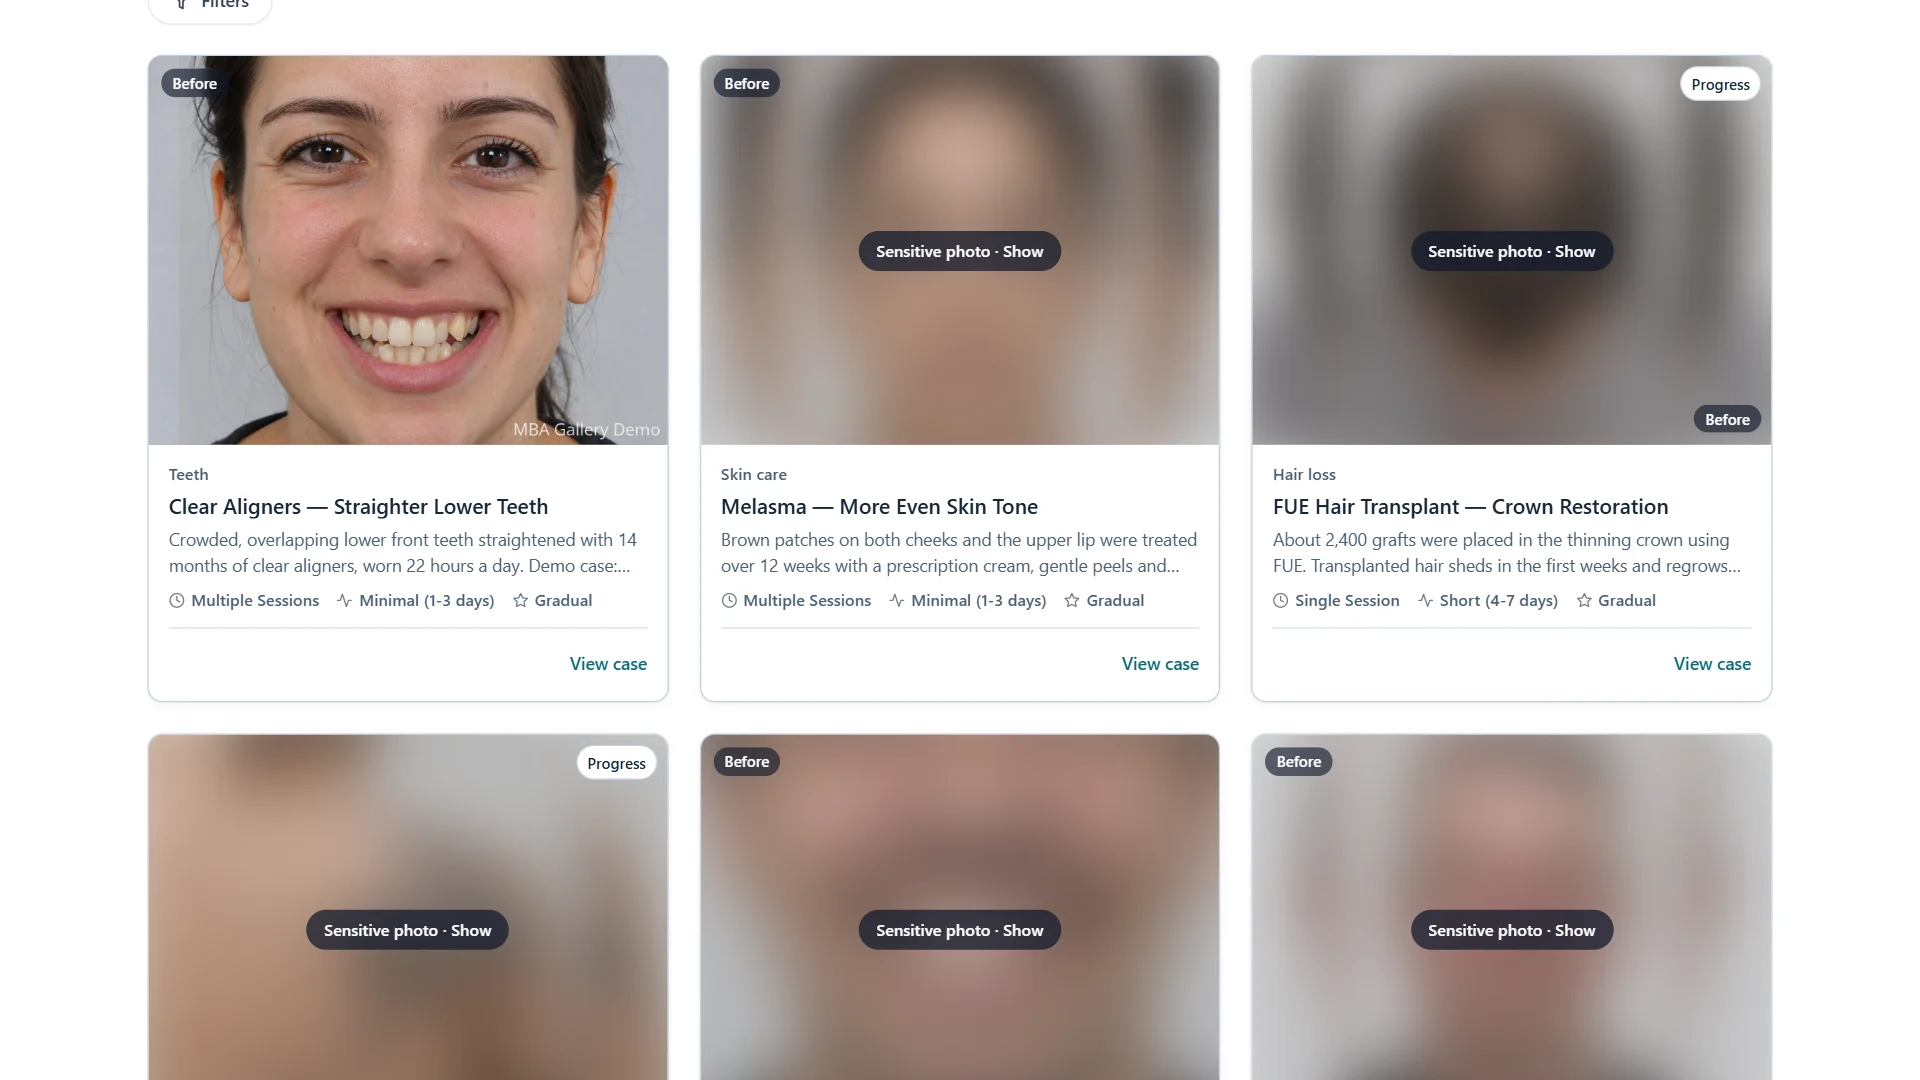 Filters
Before
MBA Gallery Demo
Teeth
Clear Aligners — Straighter Lower Teeth
Crowded, overlapping lower front teeth straightened with 14
months of clear aligners, worn 22 hours a day. Demo case:...
Multiple Sessions Minimal (1-3 days) Gradual
View case
Before
Sensitive photo · Show
Skin care
Melasma — More Even Skin Tone
Brown patches on both cheeks and the upper lip were treated
over 12 weeks with a prescription cream, gentle peels and...
Multiple Sessions Minimal (1-3 days) Gradual
View case
Progress
Sensitive photo · Show
Before
Hair loss
FUE Hair Transplant — Crown Restoration
About 2,400 grafts were placed in the thinning crown using
FUE. Transplanted hair sheds in the first weeks and regrows...
Single Session Short (4-7 days) Gradual
View case
Progress
Sensitive photo · Show
Before
Sensitive photo · Show
Before
Sensitive photo · Show